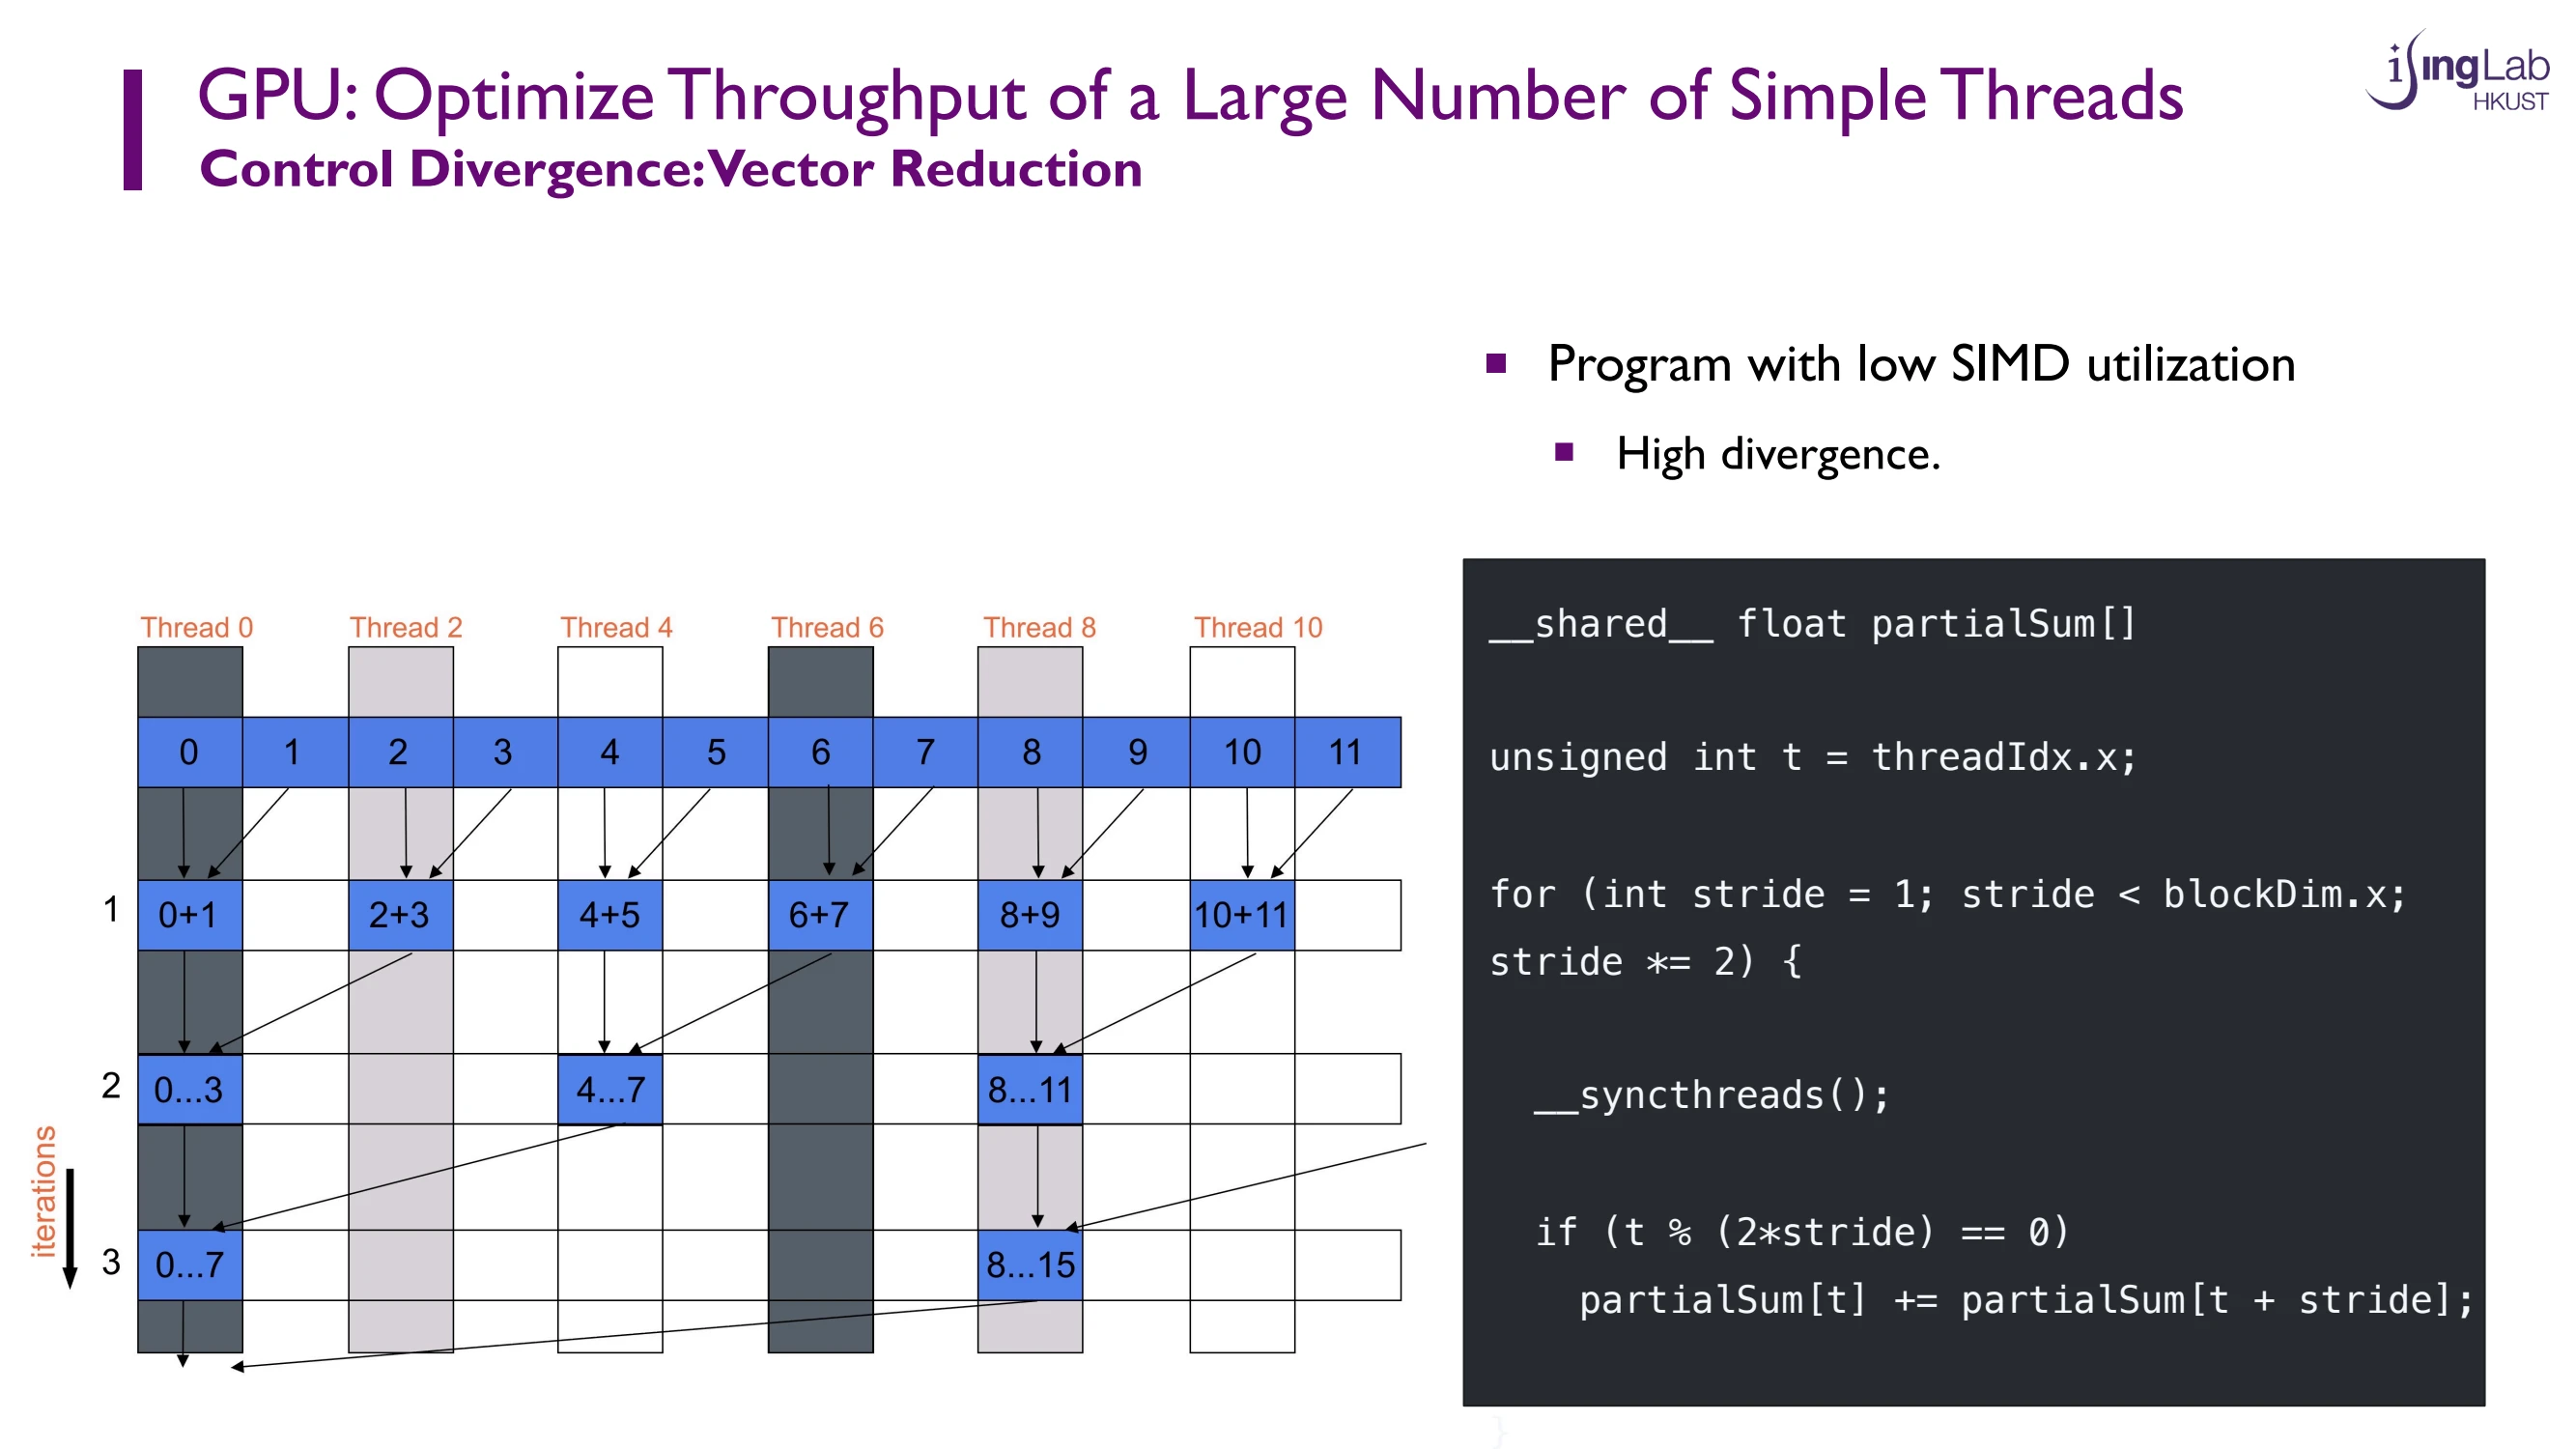 GPU: Optimize Throughput of a Large Number of Simple Threads
Control Divergence: Vector Reduction
isingLab
HKUST
Program with low SIMD utilization
High divergence.
Thread 0 Thread 2 Thread 4 Thread 6 Thread 8 Thread 10
0 1 2 3 4 5 6 7 8 9 10 11
1 0+1 2+3 4+5 6+7 8+9 10+11
2 0...3 4...7 8...11
3 0...7 8...15
iterations
__shared__ float partialSum[]
unsigned int t = threadIdx.x;
for (int stride = 1; stride < blockDim.x;
stride *= 2) {
__syncthreads();
if (t % (2*stride) == 0)
partialSum[t] += partialSum[t + stride];
}